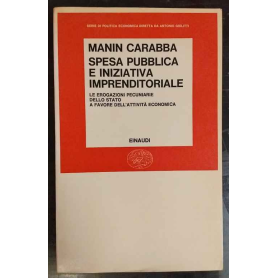 SERIE DI POLITICA ECONOMICA DIRETTA DA ANTONIO GIOLITTI
MANIN CARABBA
SPESA PUBBLICA
E INIZIATIVA
IMPRENDITORIALE
LE EROGAZIONI PECUNIARIE
DELLO STATO
A FAVORE DELL'ATTIVITÀ ECONOMICA
EINAUDI